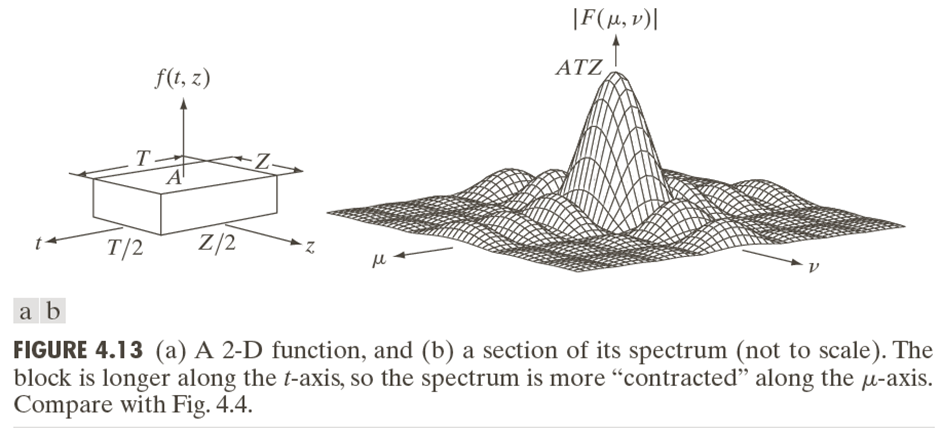 |F(μ, ν)|
ATZ
f(t, z)
T
Z
A
t
T/2
Z/2
z
μ
ν
a b
FIGURE 4.13 (a) A 2-D function, and (b) a section of its spectrum (not to scale). The
block is longer along the t-axis, so the spectrum is more “contracted” along the μ-axis.
Compare with Fig. 4.4.